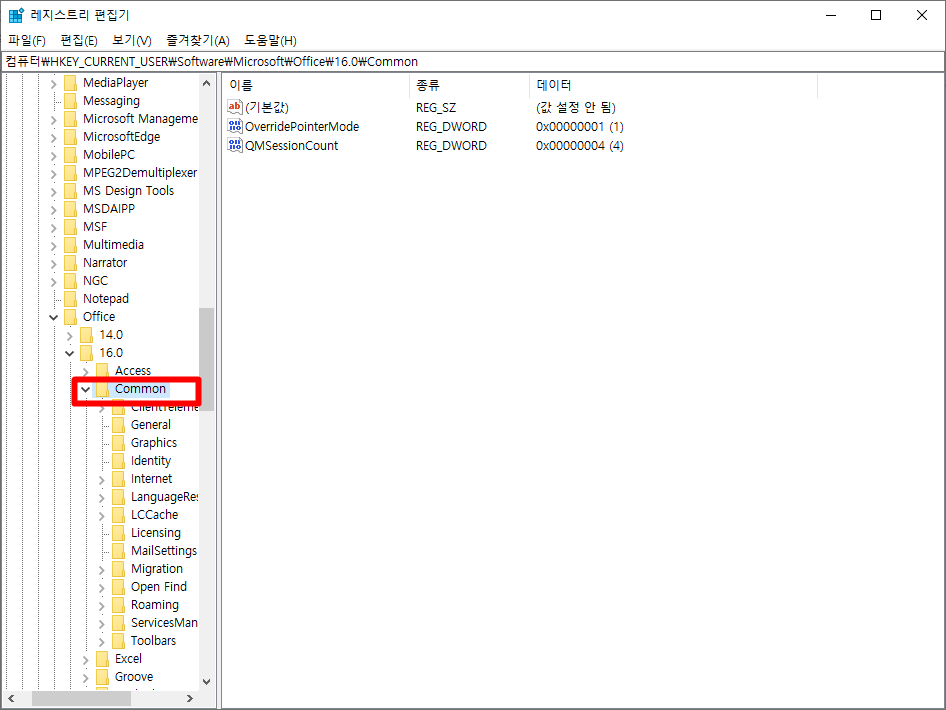 레지스트리 편집기
파일(F) 편집(E) 보기(V) 즐겨찾기(A) 도움말(H)
컴퓨터₩HKEY_CURRENT_USER₩Software₩Microsoft₩Office₩16.0₩Common
MediaPlayer
Messaging
Microsoft Manageme
MicrosoftEdge
MobilePC
MPEG2Demultiplexer
MS Design Tools
MSDAIPP
MSF
Multimedia
Narrator
NGC
Notepad
Office
14.0
16.0
Access
Common
ClientTeleme
General
Graphics
Identity
Internet
LanguageRes
LCCache
Licensing
MailSettings
Migration
Open Find
Roaming
ServicesMan
Toolbars
Excel
Groove
이름 종류 데이터
ab (기본값) REG_SZ (값 설정 안 됨)
OverridePointerMode REG_DWORD 0x00000001 (1)
QMSessionCount REG_DWORD 0x00000004 (4)